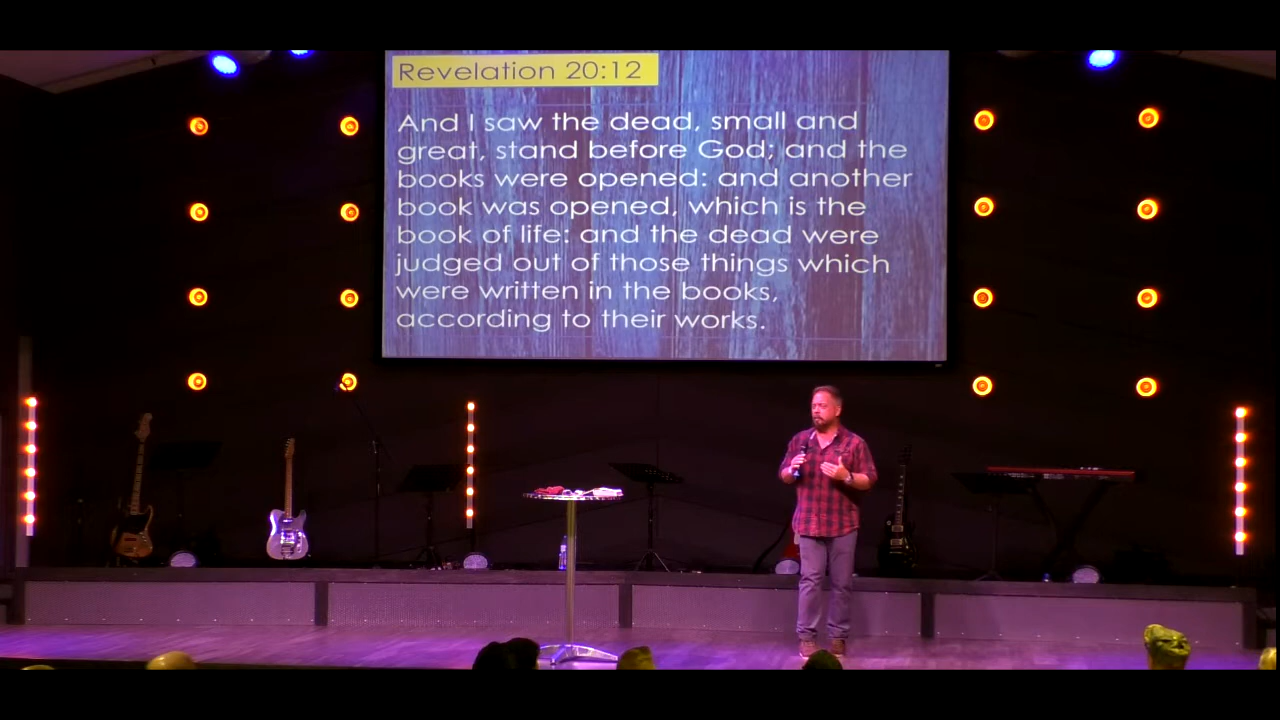 Revelation 20:12
And I saw the dead, small and
great, stand before God; and the
books were opened: and another
book was opened, which is the
book of life: and the dead were
judged out of those things which
were written in the books,
according to their works.